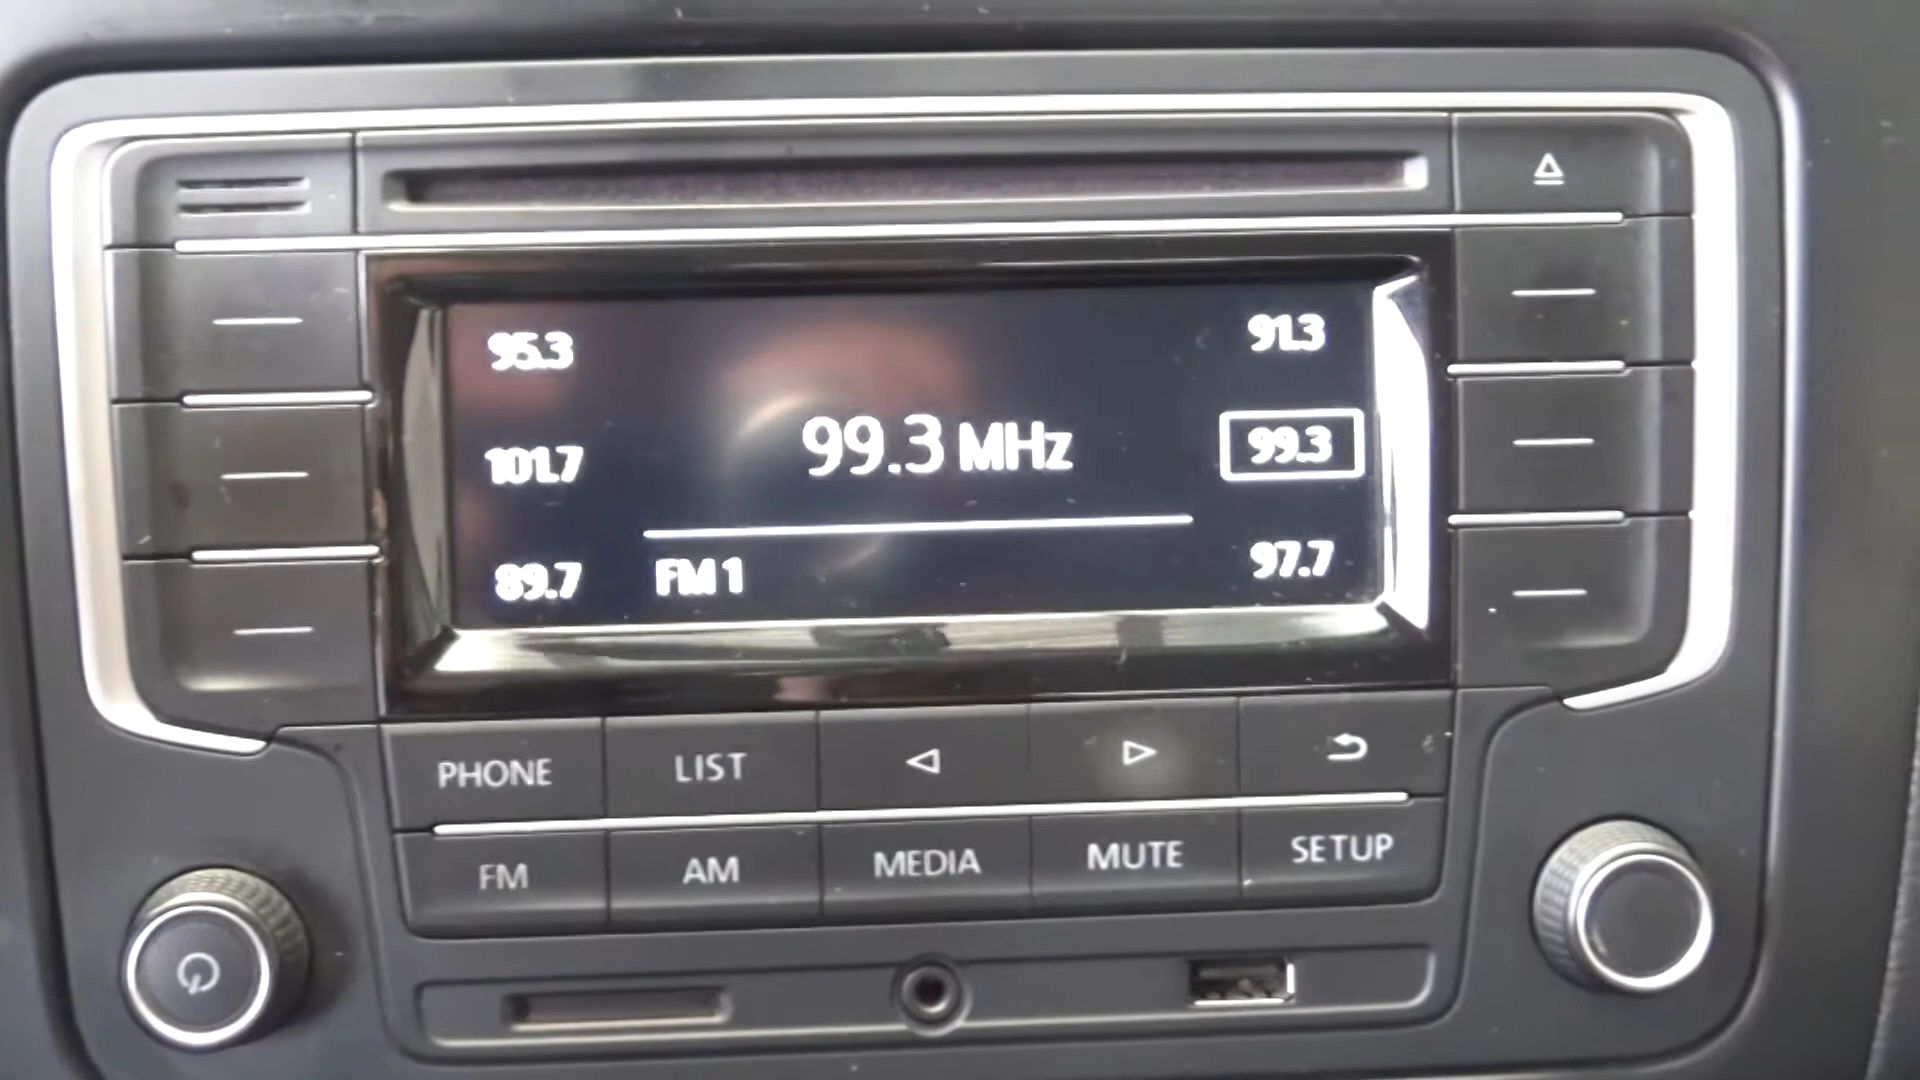 95.3 91.3
99.3 MHz 99.3
101.7
89.7 FM1 97.7
PHONE LIST
FM AM MEDIA MUTE SETUP